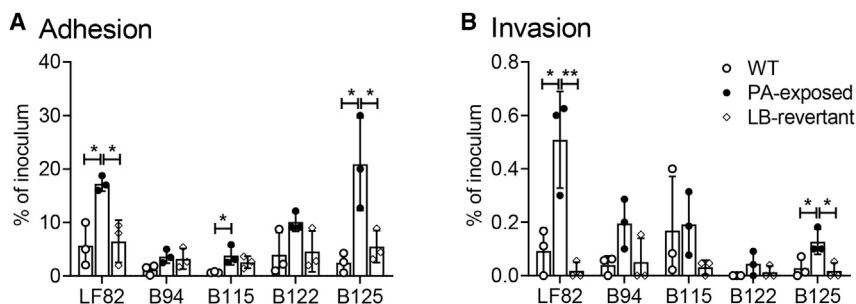 A Adhesion
% of inoculum
40
30
20
10
0
* *
*
* *
LF82 B94 B115 B122 B125
B Invasion
% of inoculum
0.8
0.6
0.4
0.2
0.0
* **
* *
LF82 B94 B115 B122 B125
WT
PA-exposed
LB-revertant